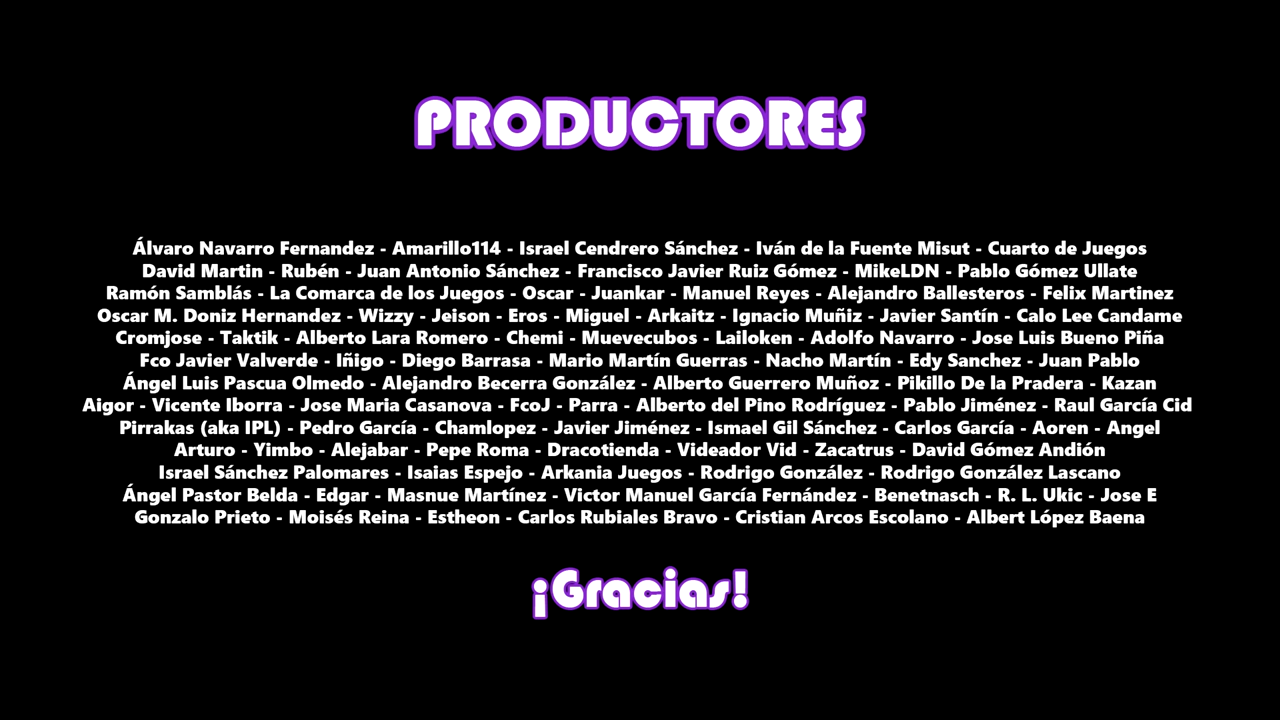 PRODUCTORES
Álvaro Navarro Fernandez - Amarillo114 - Israel Cendrero Sánchez - Iván de la Fuente Misut - Cuarto de Juegos
David Martin - Rubén - Juan Antonio Sánchez - Francisco Javier Ruiz Gómez - MikeLDN - Pablo Gómez Ullate
Ramón Samblás - La Comarca de los Juegos - Oscar - Juankar - Manuel Reyes - Alejandro Ballesteros - Felix Martinez
Oscar M. Doniz Hernandez - Wizzy - Jeison - Eros - Miguel - Arkaitz - Ignacio Muñiz - Javier Santín - Calo Lee Candame
Cromjose - Taktik - Alberto Lara Romero - Chemi - Muevecubos - Lailoken - Adolfo Navarro - Jose Luis Bueno Piña
Fco Javier Valverde - Iñigo - Diego Barrasa - Mario Martín Guerras - Nacho Martín - Edy Sanchez - Juan Pablo
Ángel Luis Pascua Olmedo - Alejandro Becerra González - Alberto Guerrero Muñoz - Pikillo De la Pradera - Kazan
Aigor - Vicente Iborra - Jose Maria Casanova - FcoJ - Parra - Alberto del Pino Rodríguez - Pablo Jiménez - Raul García Cid
Pirrakas (aka IPL) - Pedro García - Chamlopez - Javier Jiménez - Ismael Gil Sánchez - Carlos García - Aoren - Angel
Arturo - Yimbo - Alejabar - Pepe Roma - Dracotienda - Videador Vid - Zacatrus - David Gómez Andión
Israel Sánchez Palomares - Isaias Espejo - Arkania Juegos - Rodrigo González - Rodrigo González Lascano
Ángel Pastor Belda - Edgar - Masnue Martínez - Victor Manuel García Fernández - Benetnasch - R. L. Ukic - Jose E
Gonzalo Prieto - Moisés Reina - Estheon - Carlos Rubiales Bravo - Cristian Arcos Escolano - Albert López Baena
¡Gracias!